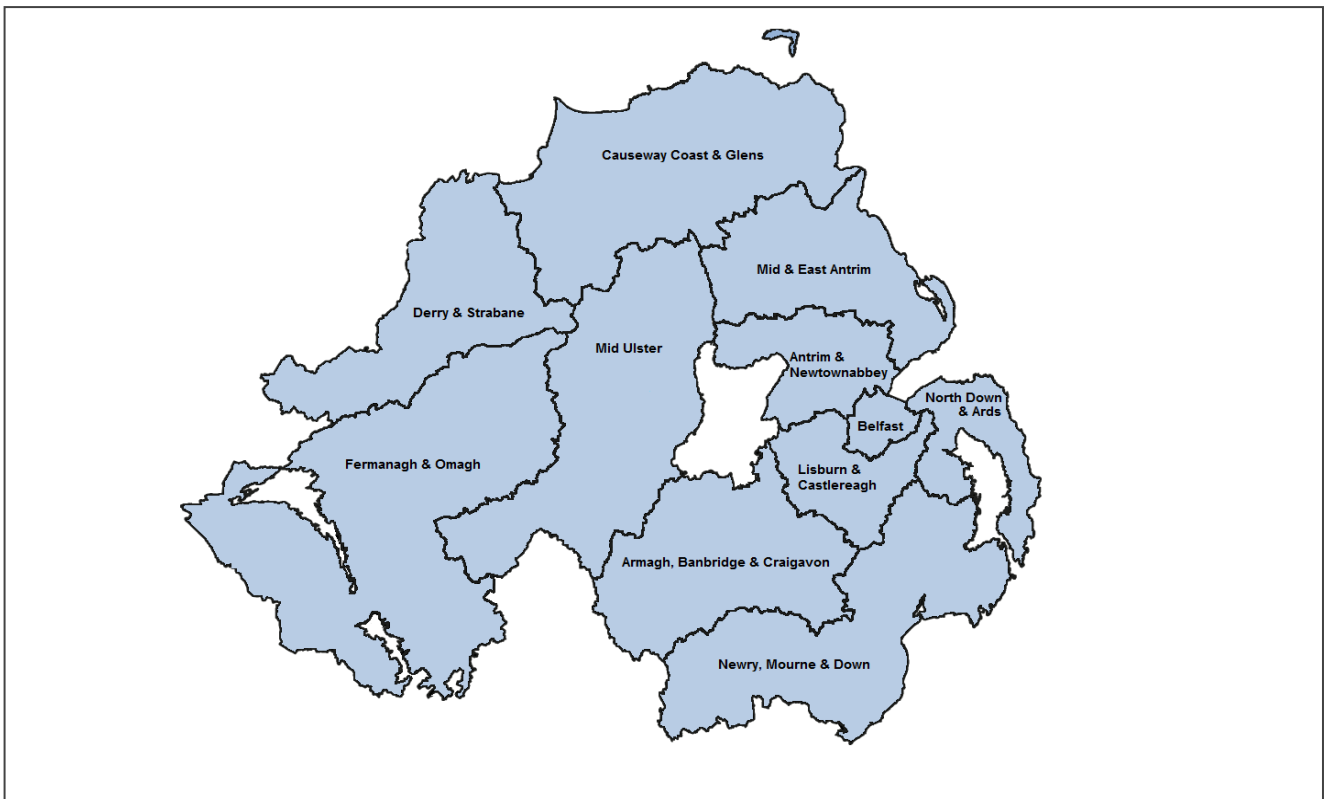 Causeway Coast & Glens
Mid & East Antrim
Derry & Strabane
Mid Ulster
Antrim &
Newtownabbey
North Down
& Ards
Belfast
Fermanagh & Omagh
Lisburn &
Castlereagh
Armagh, Banbridge & Craigavon
Newry, Mourne & Down